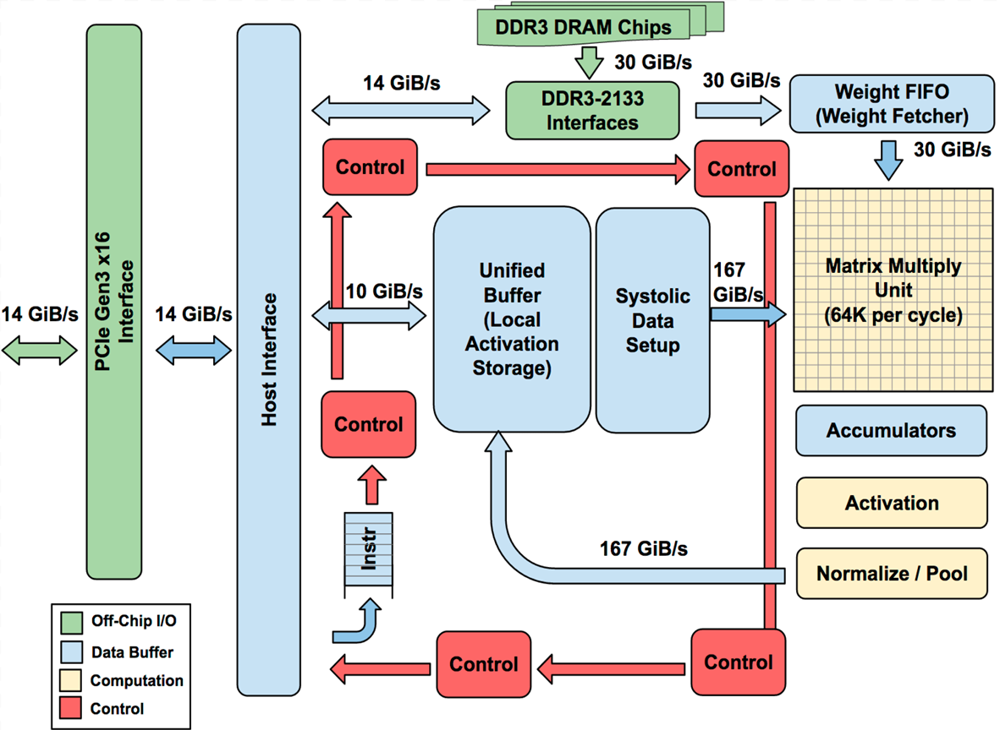 DDR3 DRAM Chips
30 GiB/s
14 GiB/s
DDR3-2133
Interfaces
30 GiB/s
Weight FIFO
(Weight Fetcher)
30 GiB/s
Control
Control
PCIe Gen3 x16
Interface
Host Interface
14 GiB/s
14 GiB/s
10 GiB/s
Unified
Buffer
(Local
Activation
Storage)
Systolic
Data
Setup
167
GiB/s
Matrix Multiply
Unit
(64K per cycle)
Control
Accumulators
Activation
Instr
167 GiB/s
Normalize / Pool
Off-Chip I/O
Data Buffer
Computation
Control
Control
Control